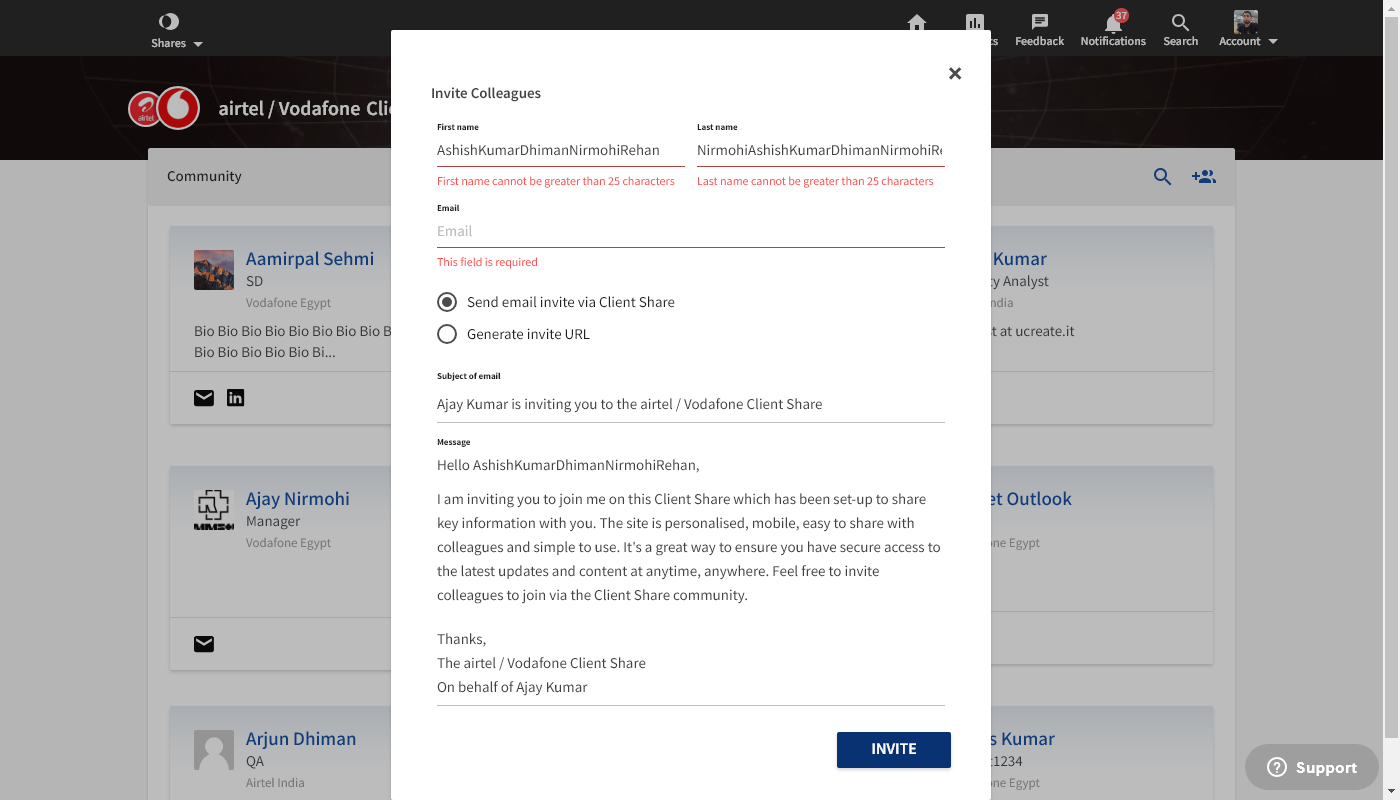 Shares
cs
Feedback
37
Notifications
Search
Account
airtel
airtel / Vodafone Clie
Community
Invite Colleagues
First name
Last name
AshishKumarDhimanNirmohiRehan
NirmohiAshishKumarDhimanNirmohiRe
First name cannot be greater than 25 characters
Last name cannot be greater than 25 characters
Email
Email
This field is required
Send email invite via Client Share
Generate invite URL
Subject of email
Ajay Kumar is inviting you to the airtel / Vodafone Client Share
Message
Hello AshishKumarDhimanNirmohiRehan,
I am inviting you to join me on this Client Share which has been set-up to share
key information with you. The site is personalised, mobile, easy to share with
colleagues and simple to use. It's a great way to ensure you have secure access to
the latest updates and content at anytime, anywhere. Feel free to invite
colleagues to join via the Client Share community.
Thanks,
The airtel / Vodafone Client Share
On behalf of Ajay Kumar
INVITE
Aamirpal Sehmi
SD
Vodafone Egypt
Bio Bio Bio Bio Bio Bio Bio Bio B
Bio Bio Bio Bio Bio Bi...
Kumar
ty Analyst
ndia
st at ucreate.it
Ajay Nirmohi
Manager
Vodafone Egypt
et Outlook
one Egypt
Arjun Dhiman
QA
Airtel India
s Kumar
t1234
one Egypt
Support